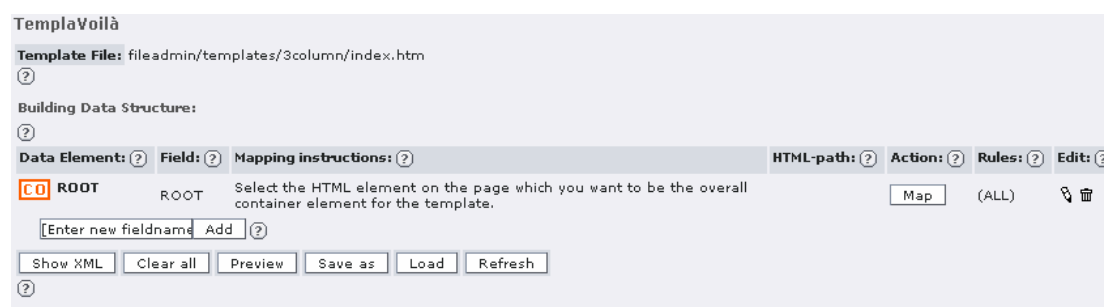 TemplaVoilà
Template File: fileadmin/templates/3column/index.htm
?
Building Data Structure:
?
Data Element: ? Field: ? Mapping instructions: ? HTML-path: ? Action: ? Rules: ? Edit: ?
CO ROOT ROOT Select the HTML element on the page which you want to be the overall
container element for the template. Map (ALL)
[Enter new fieldname Add ?
Show XML Clear all Preview Save as Load Refresh
?